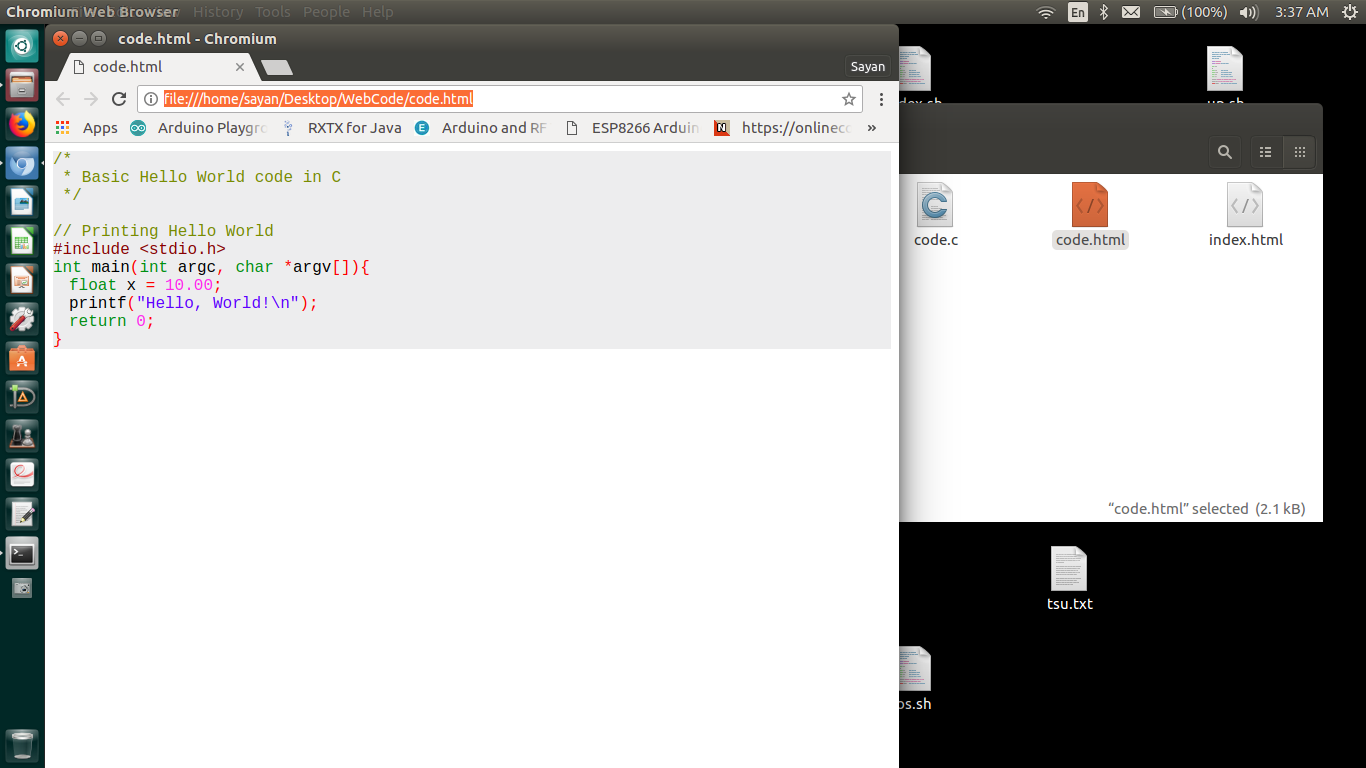 Chromium Web Browser History Tools People Help
En (100%) 3:37 AM
code.html - Chromium
code.html
Sayan
file:///home/sayan/Desktop/WebCode/code.html
Apps Arduino Playgro RXTX for Java Arduino and RF ESP8266 Arduin https://onlinecc »
/*
 * Basic Hello World code in C
 */
// Printing Hello World
#include <stdio.h>
int main(int argc, char *argv[]){
float x = 10.00;
printf("Hello, World!\n");
return 0;
}
up.sh
code.c
code.html
index.html
“code.html” selected (2.1 kB)
tsu.txt
os.sh